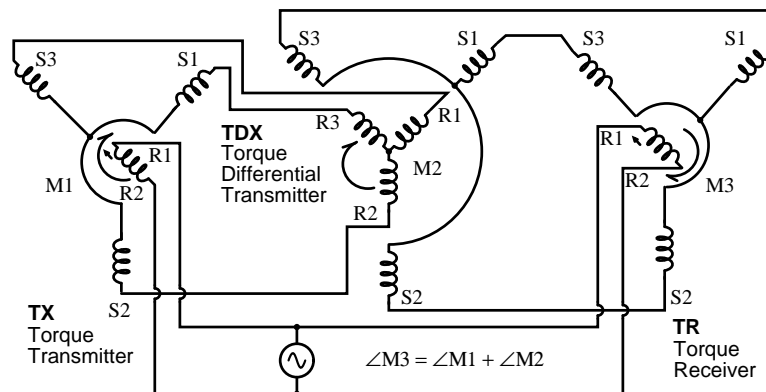 S3
S1
S3
S1
S3
S1
R3
R1
TDX
Torque
Differential
Transmitter
R1
R1
M1
R2
M2
R2
M3
R2
S2
S2
S2
TX
Torque
Transmitter
∠M3 = ∠M1 + ∠M2
TR
Torque
Receiver